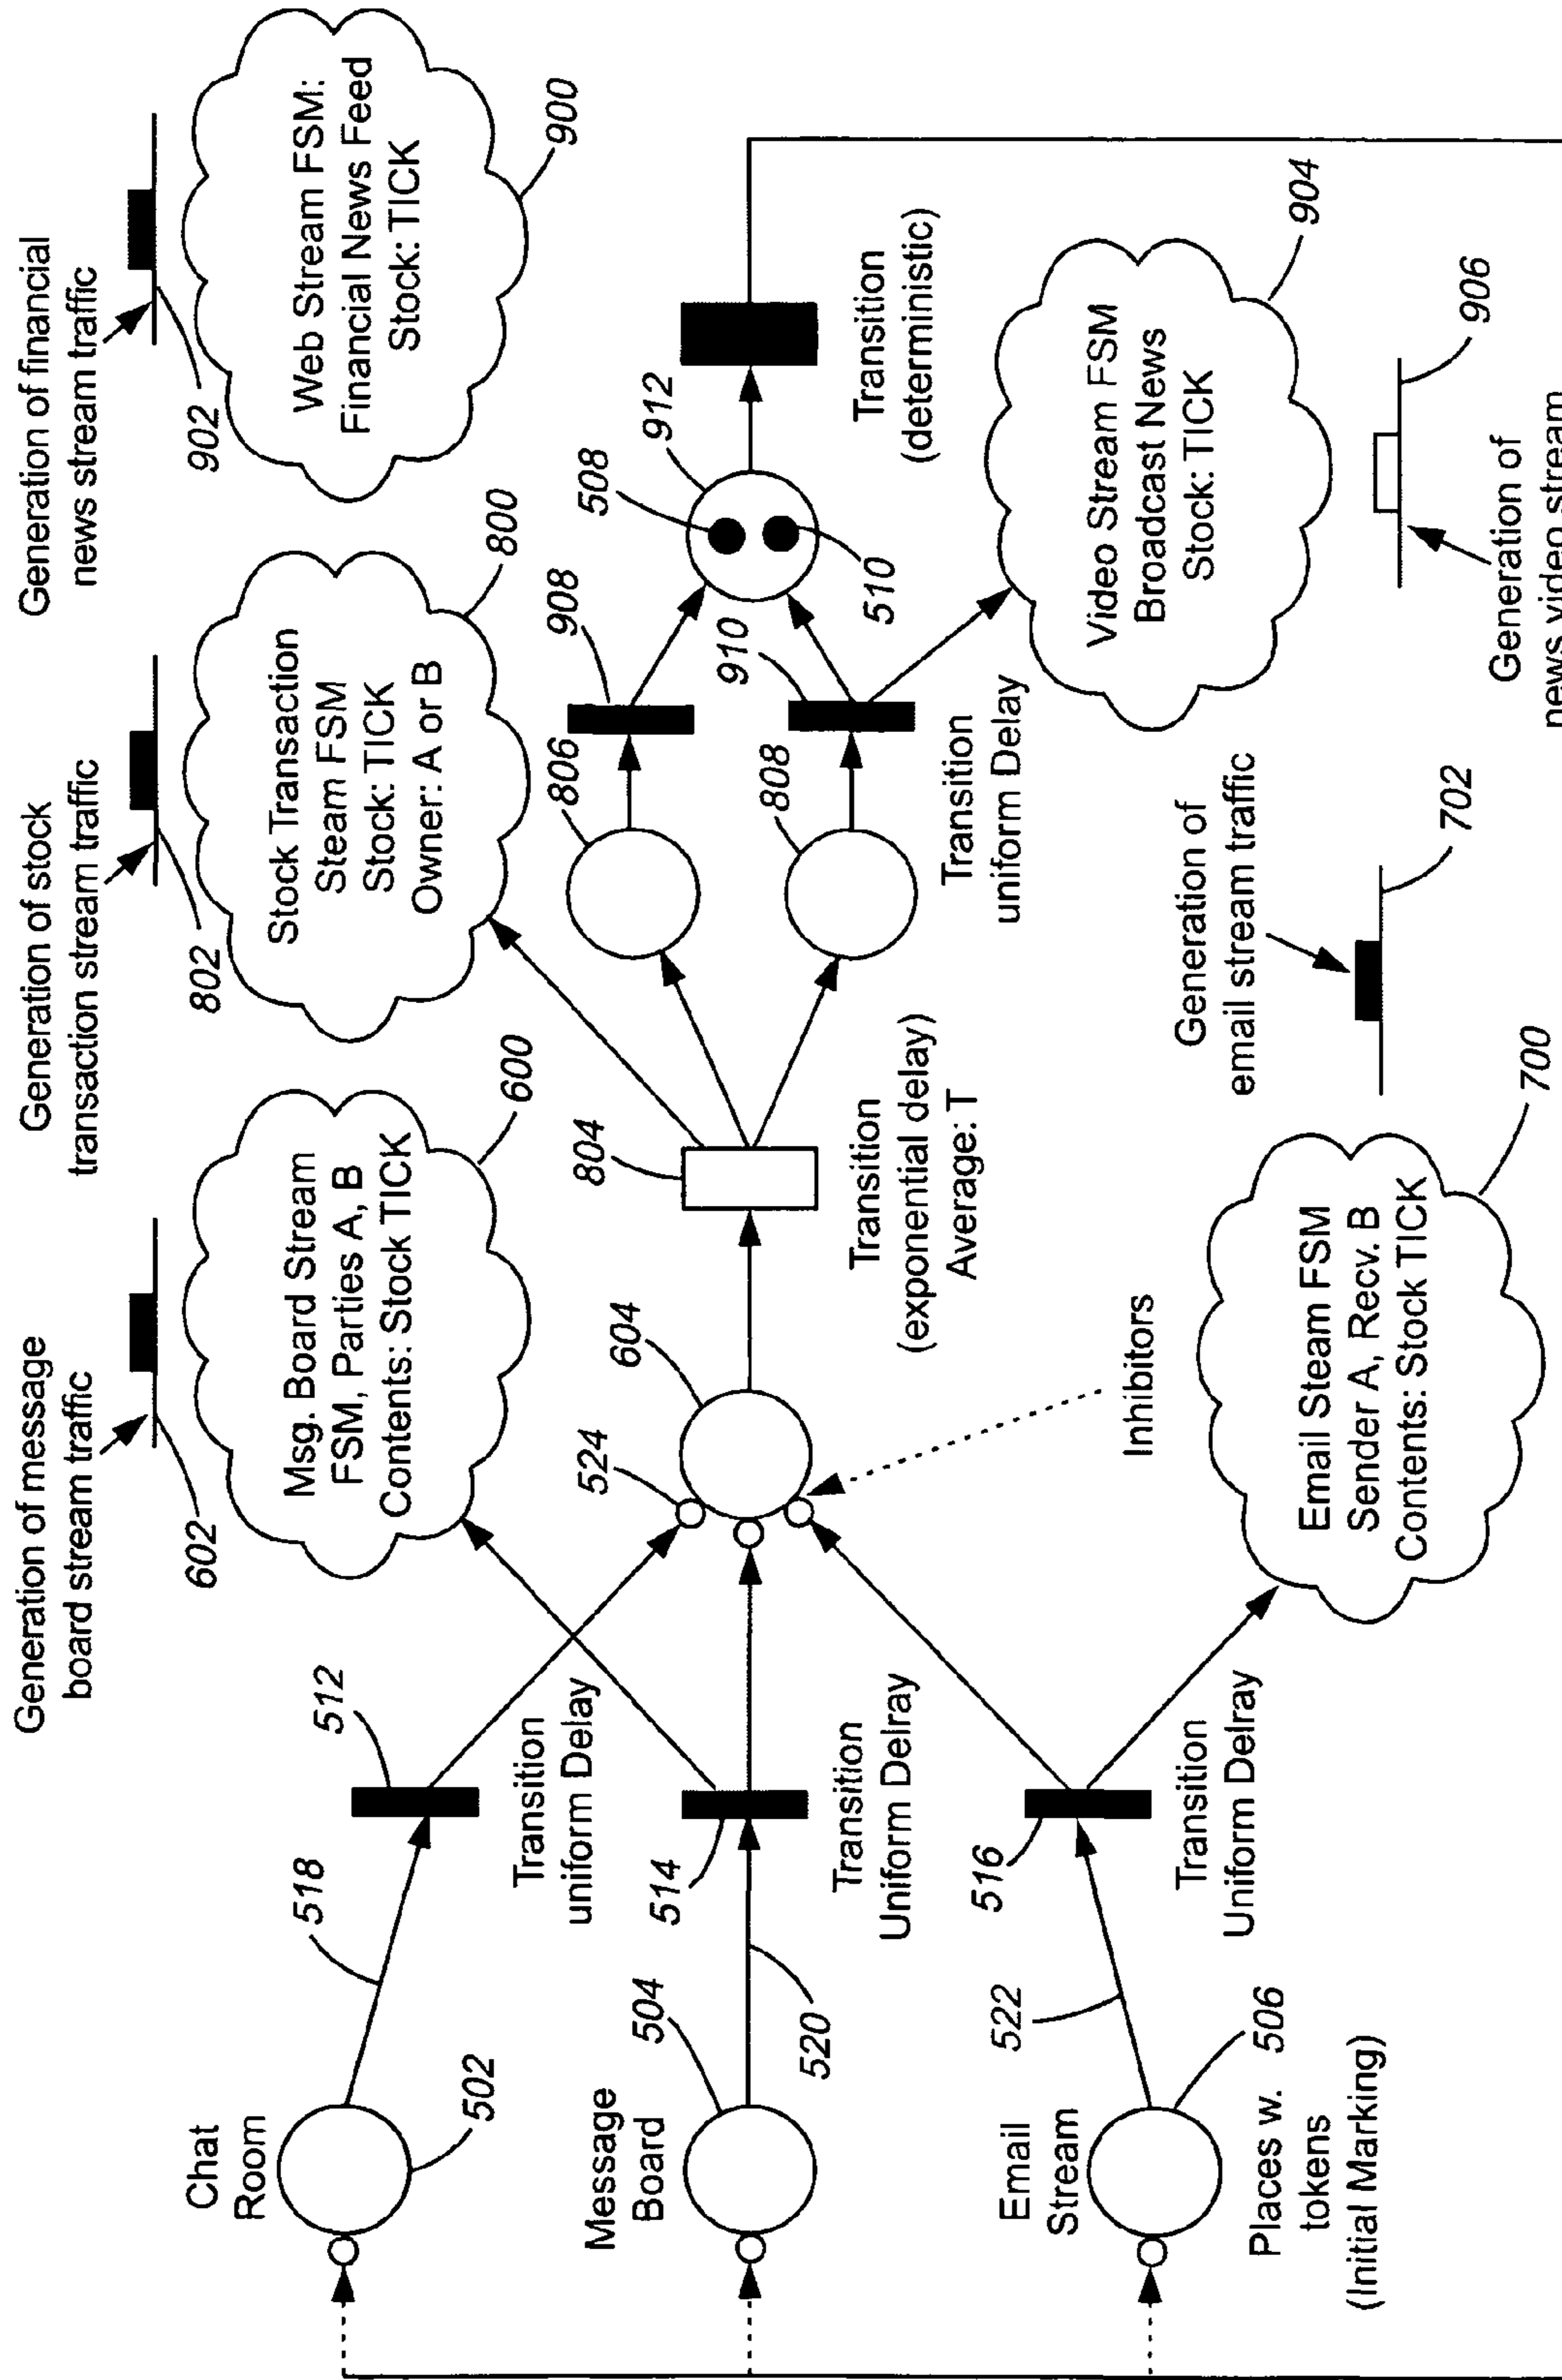 Generation of message
board stream traffic
602
Generation of stock
transaction stream traffic
802
Generation of financial
news stream traffic
902
Msg. Board Stream
FSM, Parties A, B
Contents: Stock TICK
600
Stock Transaction
Steam FSM
Stock: TICK
Owner: A or B
800
Web Stream FSM:
Financial News Feed
Stock: TICK
900
Chat
Room
502
518
512
Transition
uniform Delay
Message
Board
504
520
514
Transition
Uniform Delray
Email
Stream
506
Places w.
tokens
(Initial Marking)
522
516
Transition
Uniform Delray
524
604
Inhibitors
804
Transition
(exponential delay)
Average: T
806
808
908
910
Transition
uniform Delay
508
510
912
Transition
(deterministic)
Email Steam FSM
Sender A, Recv. B
Contents: Stock TICK
700
Generation of
email stream traffic
702
Video Stream FSM
Broadcast News
Stock: TICK
904
906
Generation of
news video stream